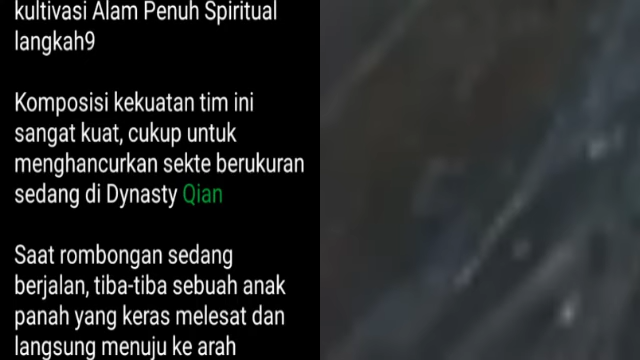 kultivasi Alam Penuh Spiritual
langkah9
Komposisi kekuatan tim ini
sangat kuat, cukup untuk
menghancurkan sekte berukuran
sedang di Dynasty Qian
Saat rombongan sedang
berjalan, tiba-tiba sebuah anak
panah yang keras melesat dan
langsung menuju ke arah